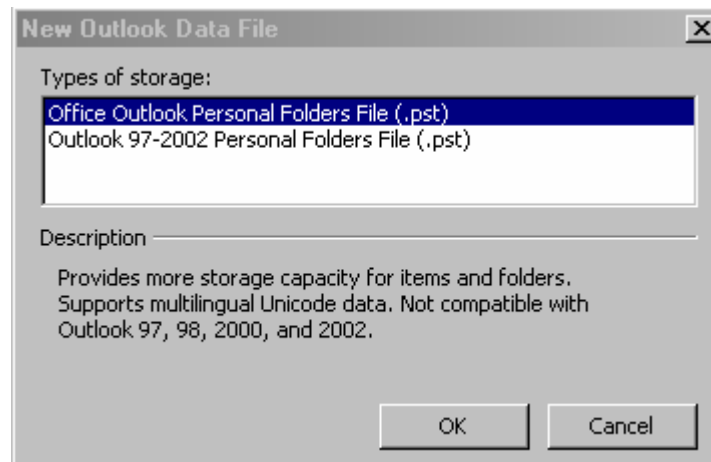 New Outlook Data File
Types of storage:
Office Outlook Personal Folders File (.pst)
Outlook 97-2002 Personal Folders File (.pst)
Description
Provides more storage capacity for items and folders.
Supports multilingual Unicode data. Not compatible with
Outlook 97, 98, 2000, and 2002.
OK Cancel